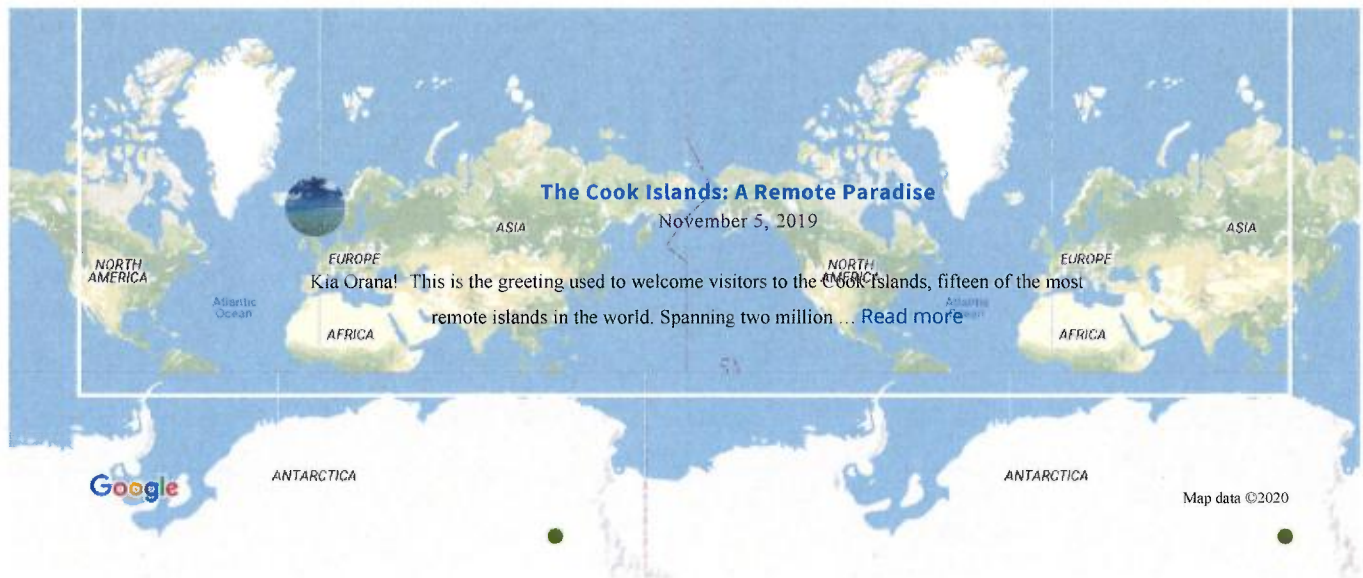 The Cook Islands: A Remote Paradise
November 5, 2019
ASIA
ASIA
EUROPE
EUROPE
NORTH
AMERICA
NORTH
AMERICA
Kia Orana! This is the greeting used to welcome visitors to the Cook Islands, fifteen of the most
Atlantic
Ocean
Atlantic
Ocean
remote islands in the world. Spanning two million ... Read more
AFRICA
AFRICA
ANTARCTICA
ANTARCTICA
Google
Map data ©2020